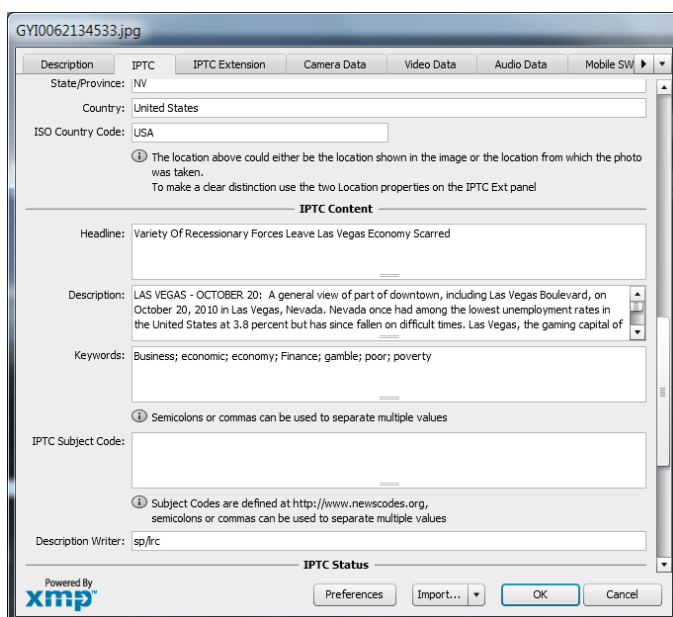 GYI0062134533.jpg
Description IPTC IPTC Extension Camera Data Video Data Audio Data Mobile SW
State/Province: NV
Country: United States
ISO Country Code: USA
The location above could either be the location shown in the image or the location from which the photo
was taken.
To make a clear distinction use the two Location properties on the IPTC Ext panel
IPTC Content
Headline: Variety Of Recessionary Forces Leave Las Vegas Economy Scarred
Description: LAS VEGAS - OCTOBER 20: A general view of part of downtown, including Las Vegas Boulevard, on
October 20, 2010 in Las Vegas, Nevada. Nevada once had among the lowest unemployment rates in
the United States at 3.8 percent but has since fallen on difficult times. Las Vegas, the gaming capital of
Keywords: Business; economic; economy; Finance; gamble; poor; poverty
Semicolons or commas can be used to separate multiple values
IPTC Subject Code:
Subject Codes are defined at http://www.newscodes.org,
semicolons or commas can be used to separate multiple values
Description Writer: sp/lrc
IPTC Status
Powered By
xmp™
Preferences Import... OK Cancel